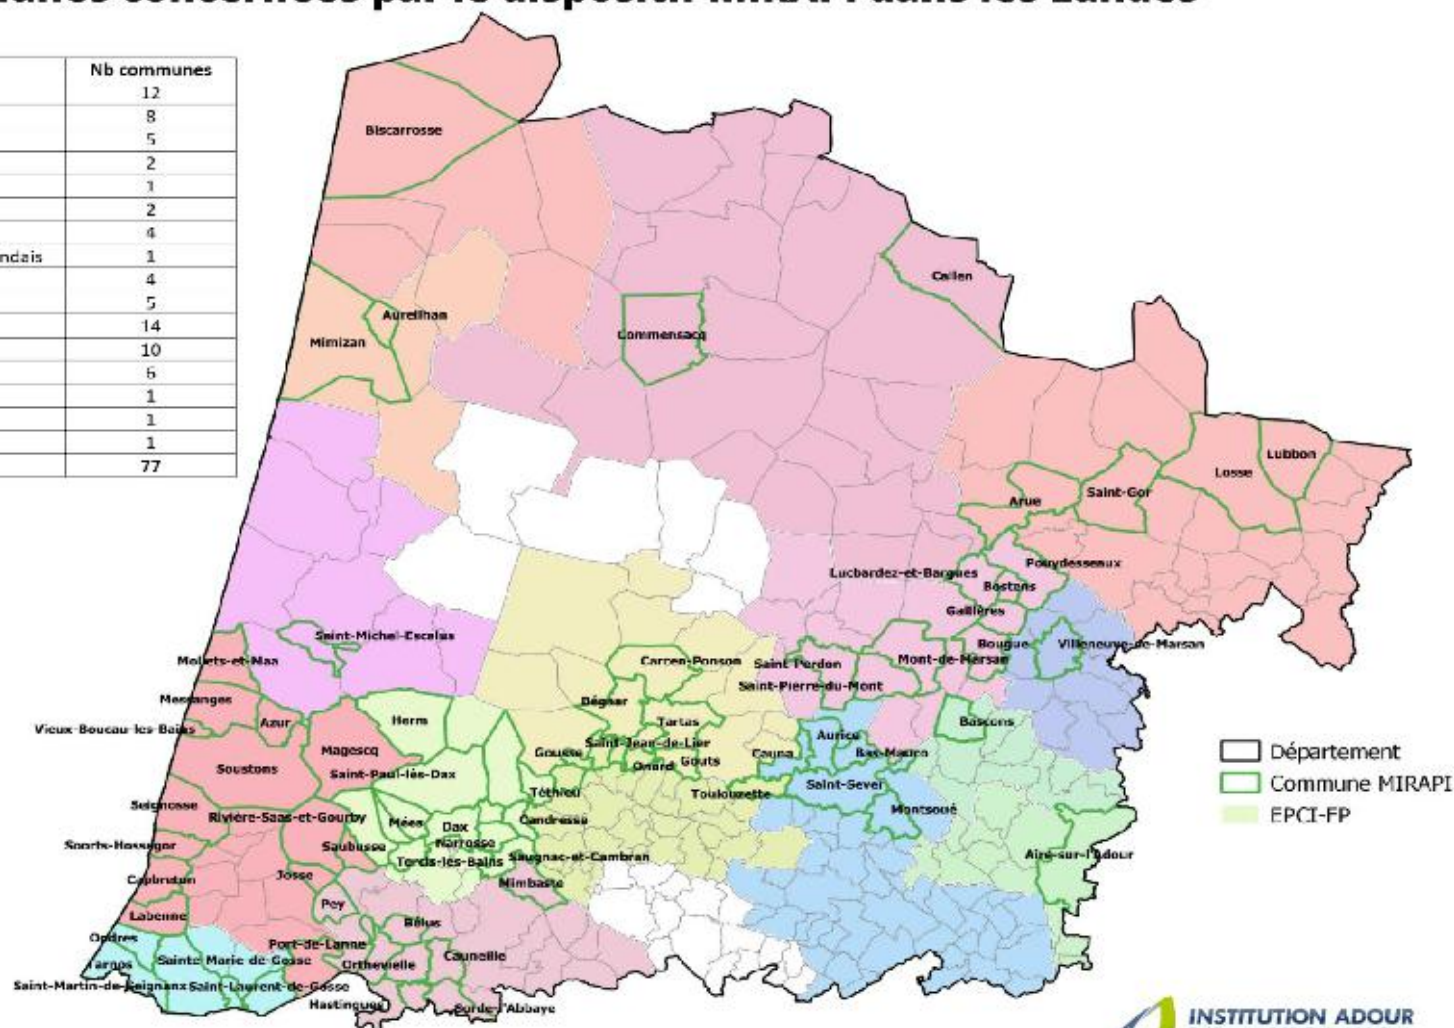 Nb communes
12
8
5
2
1
2
4
ndais 1
4
5
14
10
6
1
1
1
77
Biscarrosse
Callen
Aureilhan
Commensacq
Mimizan
Lubbon
Losse
Saint-Gor
Arue
Pouydesseaux
Lucbardez-et-Bargues
Bostens
Gaillères
Saint-Michel-Escalus
Bougue
Villeneuve-de-Marsan
Moliets-et-Maa
Carcen-Ponson
Saint-Perdon
Mont-de-Marsan
Saint-Pierre-du-Mont
Messanges
Bégaar
Vieux-Boucau-les-Bains
Azur
Herm
Tartas
Bascons
Aurice
Magescq
Gousse
Saint-Jean-de-Lier
Cauna
Bas-Mauco
Soustons
Saint-Paul-lès-Dax
Onard
Gouts
Téthieu
Toulouzette
Saint-Sever
Seignosse
Rivière-Saas-et-Gourby
Mées
Dax
Candresse
Montsoué
Soorts-Hossegor
Saubusse
Narrosse
Tercis-les-Bains
Saugnac-et-Cambran
Aire-sur-l'Adour
Capbreton
Josse
Mimbaste
Labenne
Pey
Bélus
Ondres
Port-de-Lanne
Tarnos
Sainte-Marie-de-Gosse
Orthevielle
Cauneille
Saint-Martin-de-Seignanx
Saint-Laurent-de-Gosse
Hastingues
Sorde-l'Abbaye
Département
Commune MIRAPI
EPCI-FP
INSTITUTION ADOUR